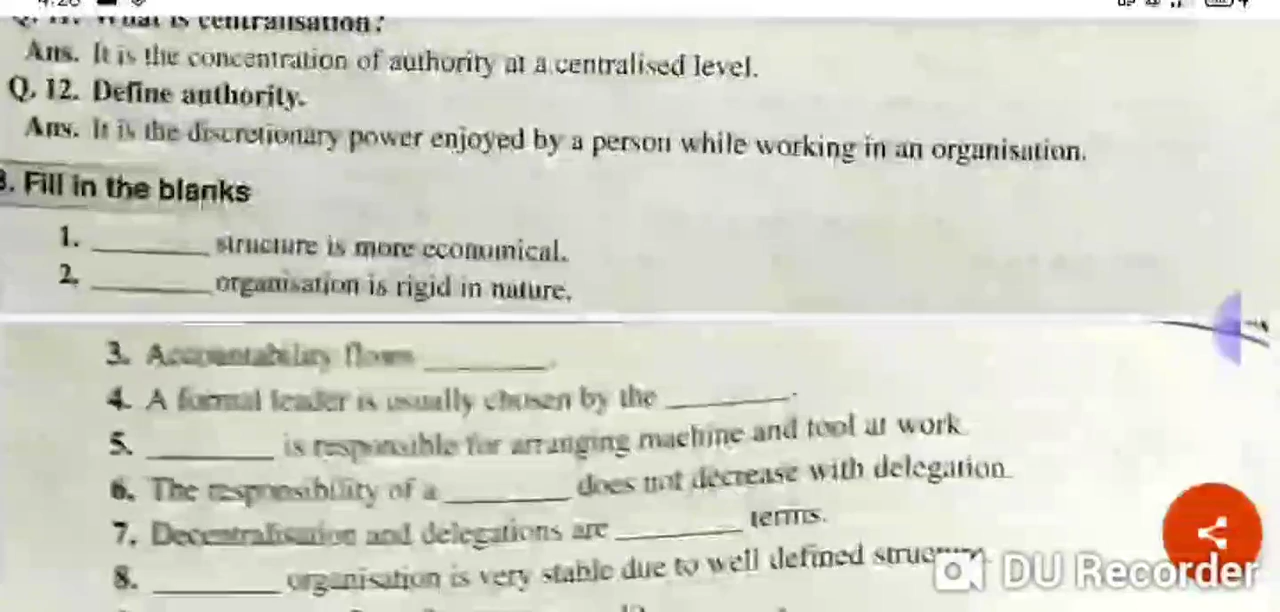 What is centralisation?
Ans. It is the concentration of authority at a centralised level.
Q. 12. Define authority.
Ans. It is the discretionary power enjoyed by a person while working in an organisation.
3. Fill in the blanks
1. ________ structure is more economical.
2. ________ organisation is rigid in nature.
3. Accountability flows ________.
4. A formal leader is usually chosen by the ________.
5. ________ is responsible for arranging machine and tool at work
6. The responsibility of a ________ does not decrease with delegation.
7. Decentralisation and delegations are ________ terms.
8. ________ organisation is very stable due to well defined
DU Recorder